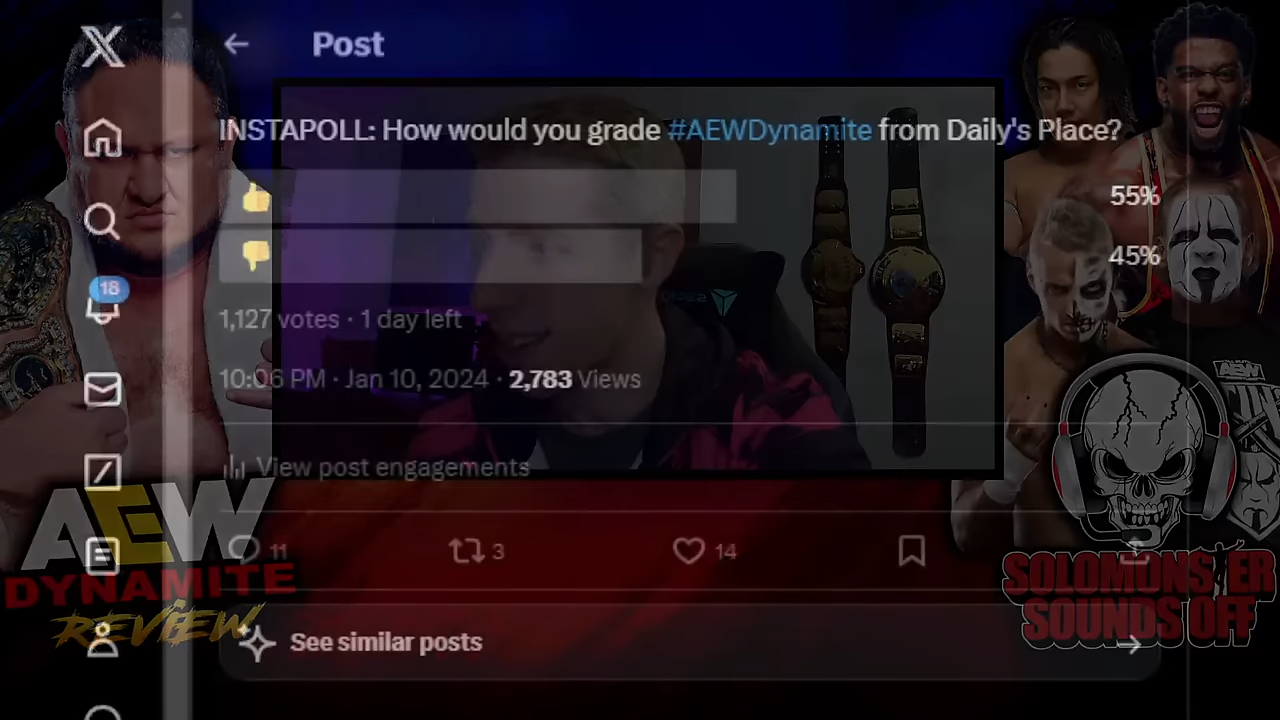 Post
INSTAPOLL: How would you grade #AEWDynamite from Daily's Place?
55%
45%
18
1,127 votes · 1 day left
10:06 PM · Jan 10, 2024 · 2,783 Views
View post engagements
11
3
14
See similar posts
AEW
DYNAMITE
REVIEW
AEW
SOLOMONSTER
SOUNDS OFF